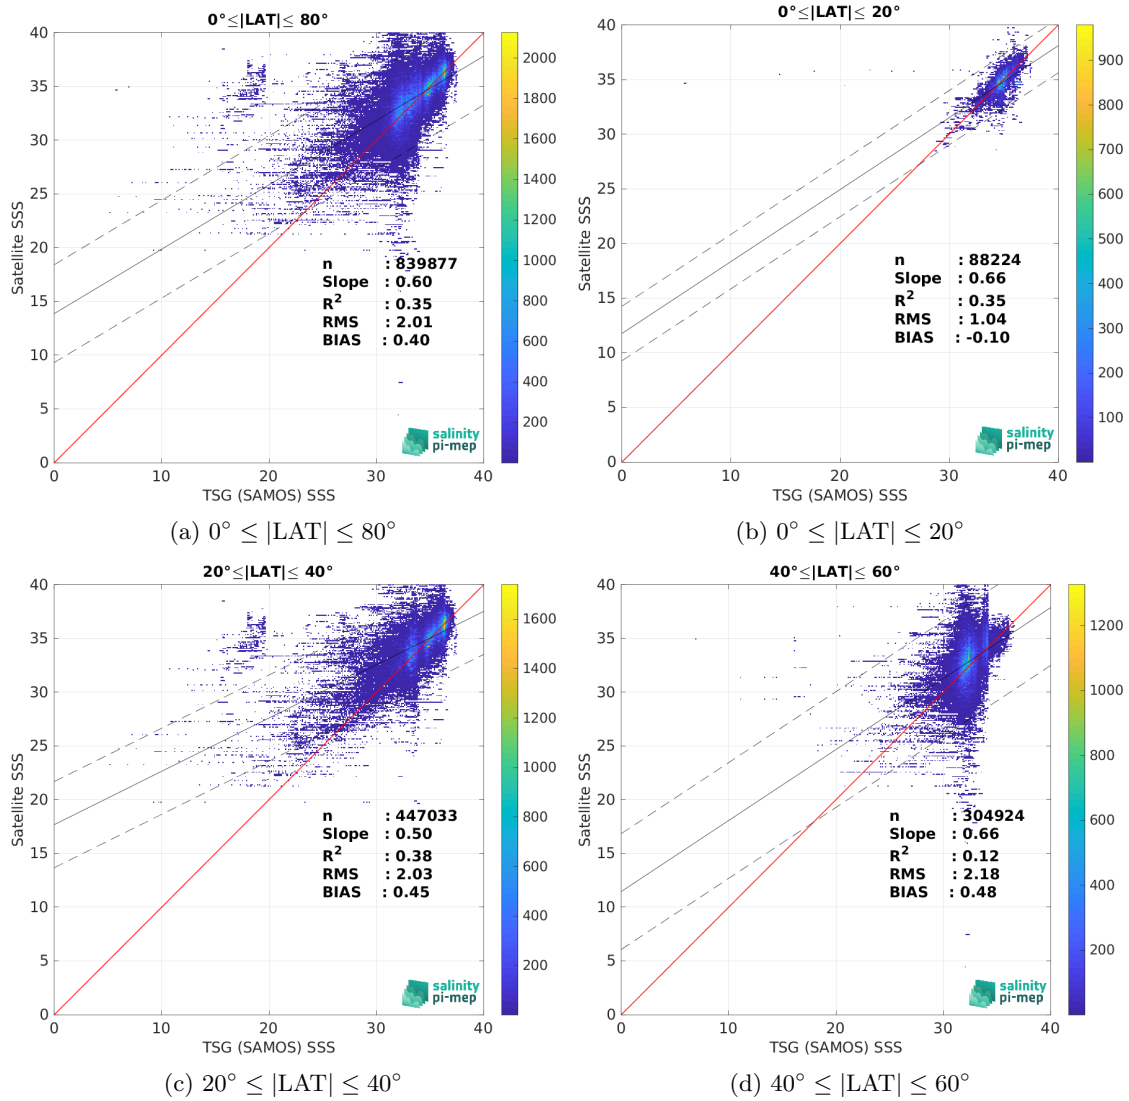 0°≤|LAT|≤ 80°
40
35
30
25
20
15
10
5
0
Satellite SSS
0
10
20
30
40
TSG (SAMOS) SSS
n : 839877
Slope : 0.60
R² : 0.35
RMS : 2.01
BIAS : 0.40
salinity
pi-mep
2000
1800
1600
1400
1200
1000
800
600
400
200
(a) 0° ≤ |LAT| ≤ 80°
0°≤|LAT|≤ 20°
40
35
30
25
20
15
10
5
0
Satellite SSS
0
10
20
30
40
TSG (SAMOS) SSS
n : 88224
Slope : 0.66
R² : 0.35
RMS : 1.04
BIAS : -0.10
salinity
pi-mep
900
800
700
600
500
400
300
200
100
(b) 0° ≤ |LAT| ≤ 20°
20°≤|LAT|≤ 40°
40
35
30
25
20
15
10
5
0
Satellite SSS
0
10
20
30
40
TSG (SAMOS) SSS
n : 447033
Slope : 0.50
R² : 0.38
RMS : 2.03
BIAS : 0.45
salinity
pi-mep
1600
1400
1200
1000
800
600
400
200
(c) 20° ≤ |LAT| ≤ 40°
40°≤|LAT|≤ 60°
40
35
30
25
20
15
10
5
0
Satellite SSS
0
10
20
30
40
TSG (SAMOS) SSS
n : 304924
Slope : 0.66
R² : 0.12
RMS : 2.18
BIAS : 0.48
salinity
pi-mep
1200
1000
800
600
400
200
(d) 40° ≤ |LAT| ≤ 60°